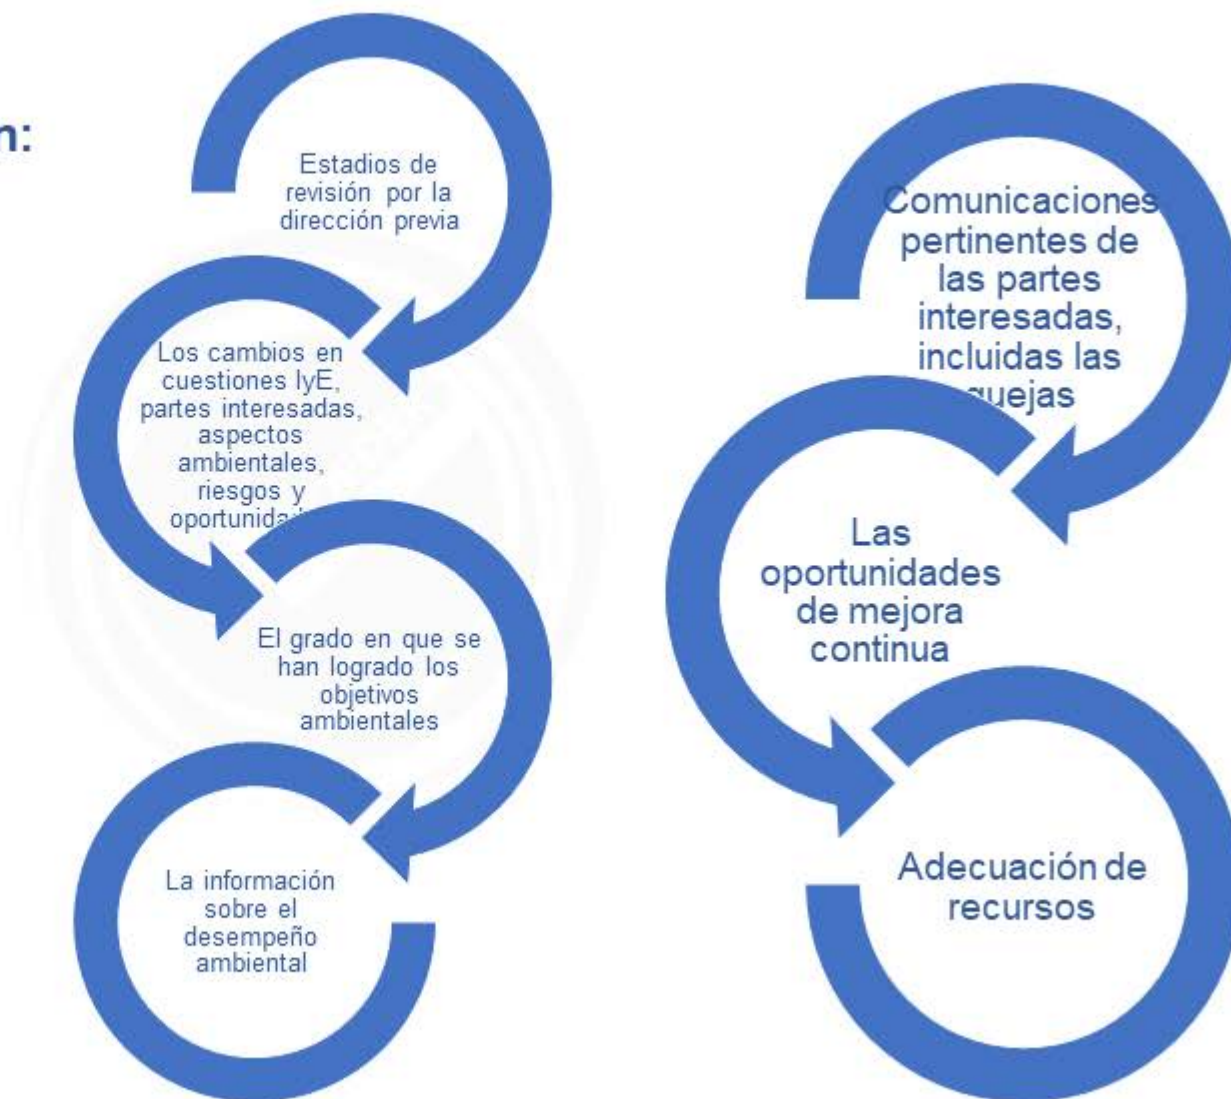 n:
Estadios de
revisión por la
dirección previa
Los cambios en
cuestiones IyE,
partes interesadas,
aspectos
ambientales,
riesgos y
El grado en que se
han logrado los
objetivos
ambientales
La información
sobre el
desempeño
ambiental
Comunicaciones
pertinentes de
las partes
interesadas,
incluidas las
quejas
Las
oportunidades
de mejora
continua
Adecuación de
recursos